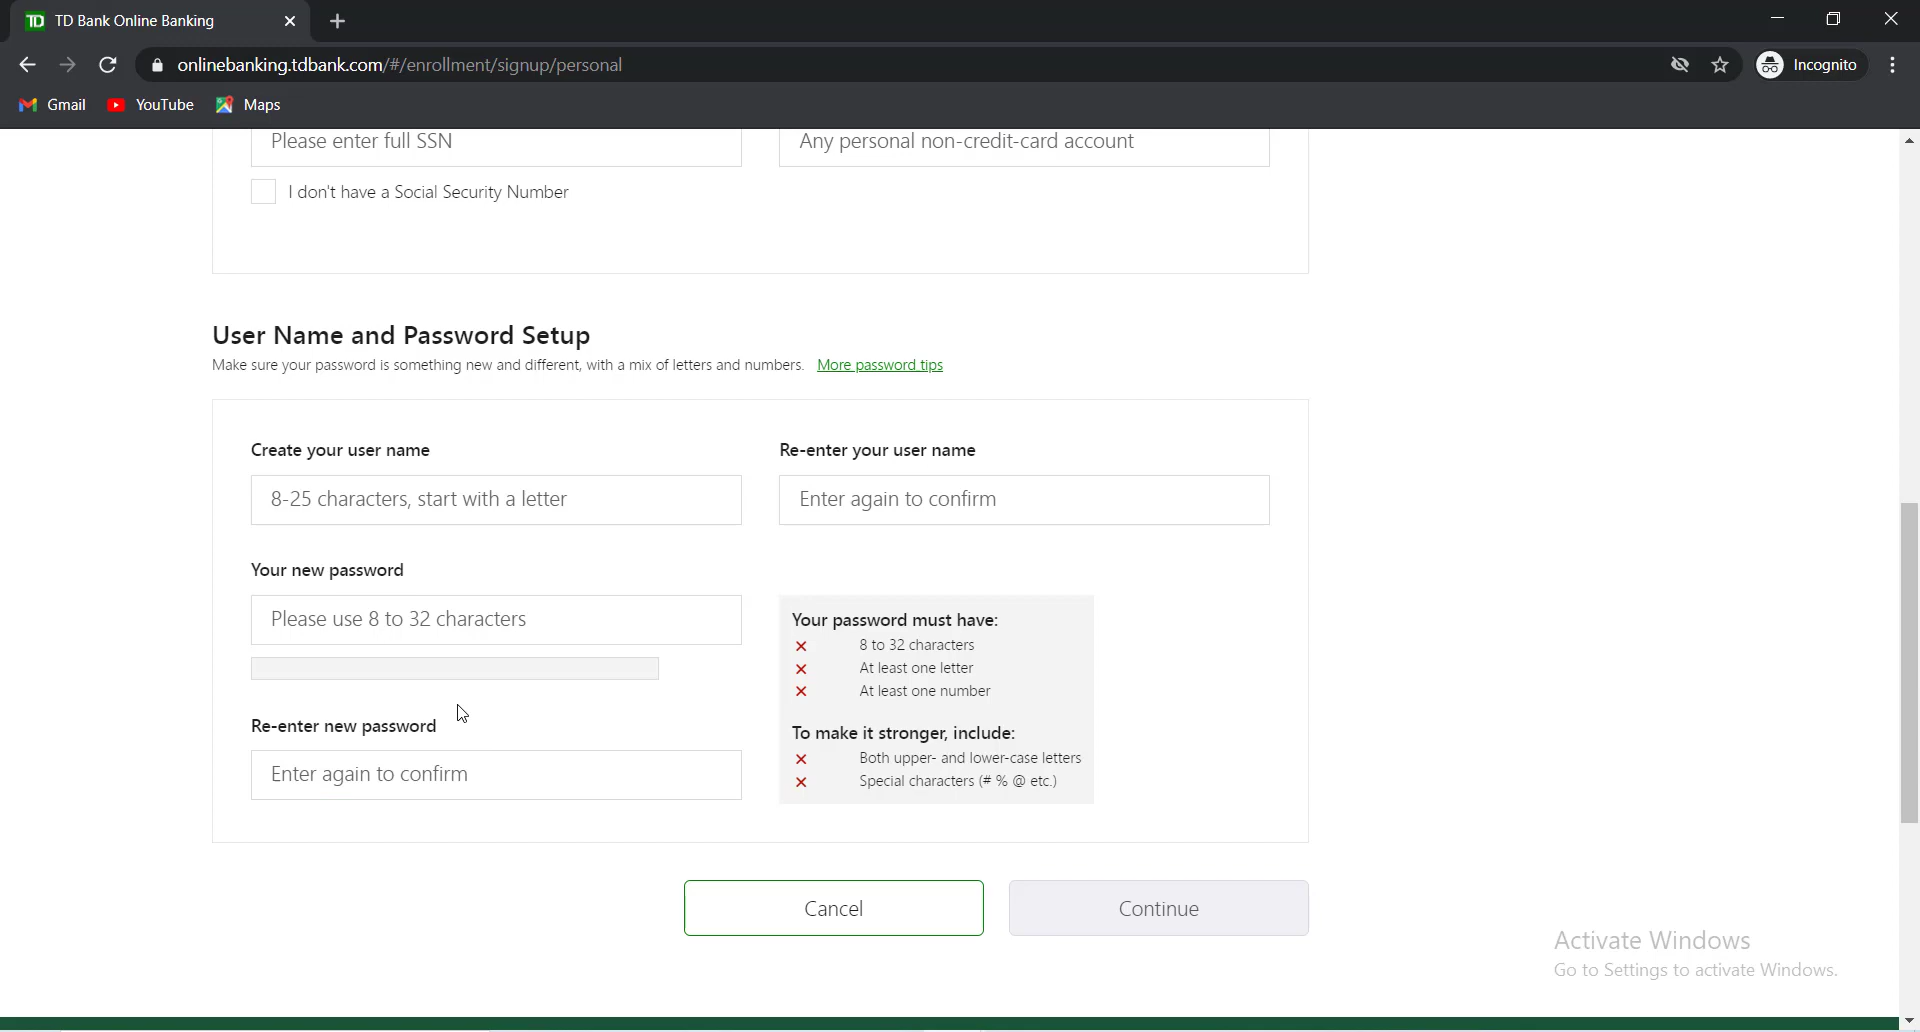 TD TD Bank Online Banking
onlinebanking.tdbank.com/#/enrollment/signup/personal Incognito
Gmail YouTube Maps
Please enter full SSN Any personal non-credit-card account
I don't have a Social Security Number
User Name and Password Setup
Make sure your password is something new and different, with a mix of letters and numbers. More password tips
Create your user name Re-enter your user name
8-25 characters, start with a letter Enter again to confirm
Your new password
Please use 8 to 32 characters
Your password must have:
8 to 32 characters
At least one letter
At least one number
Re-enter new password
Enter again to confirm
To make it stronger, include:
Both upper- and lower-case letters
Special characters (# % @ etc.)
Cancel Continue
Activate Windows
Go to Settings to activate Windows.